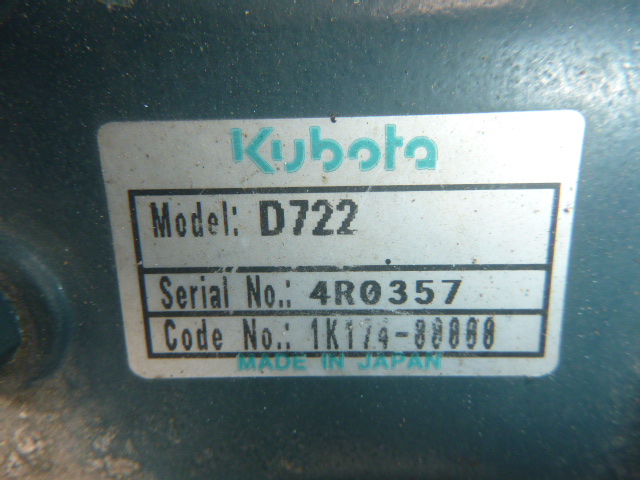 Kubota
Model: D722
Serial No.: 4R0357
Code No.: 1K174-00000
MADE IN JAPAN